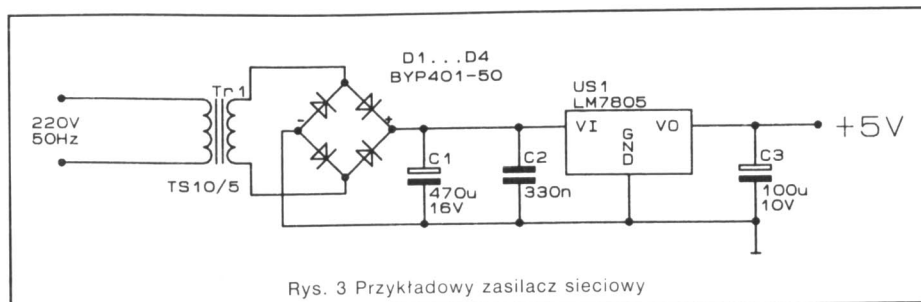 D1...D4
BYP401-50
US1
LM7805
Tr1
220V
50Hz
TS10/5
-
+
VI
GND
VO
+5V
C1
470u
16V
C2
330n
C3
100u
10V
Rys. 3 Przykładowy zasilacz sieciowy